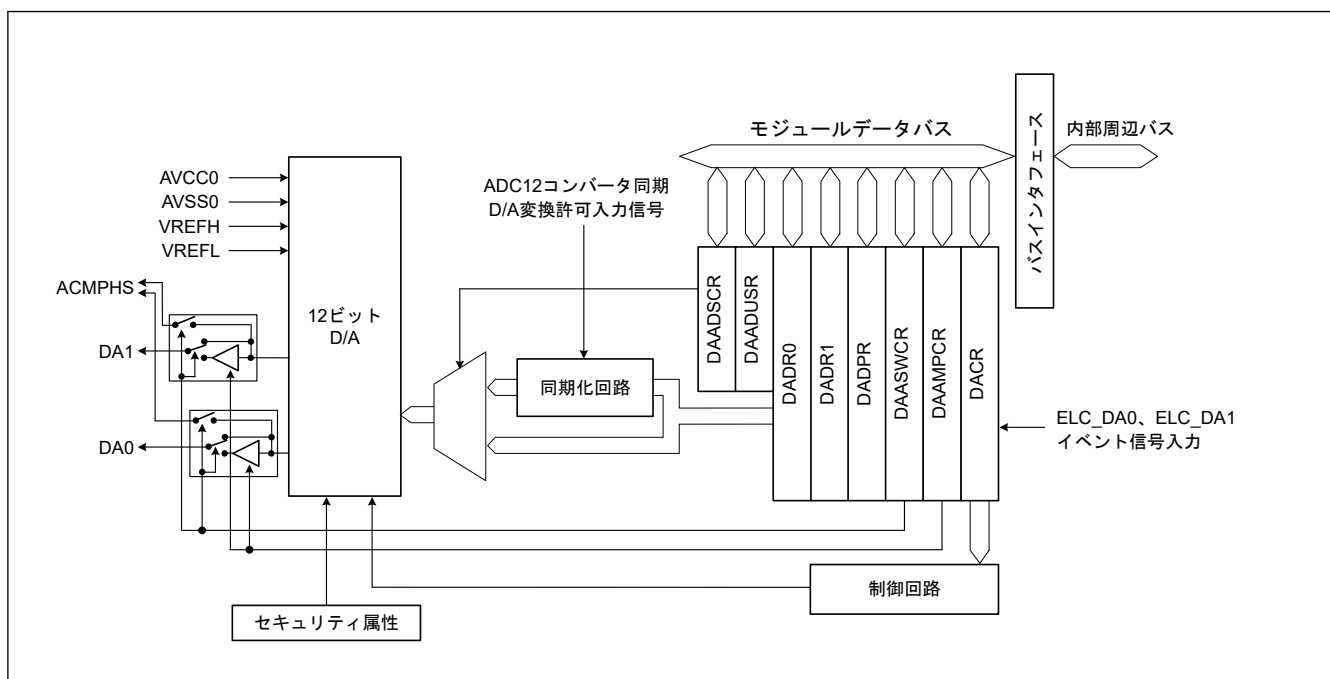 モジュールデータバス
バスインタフェース
内部周辺バス
AVCC0
AVSS0
VREFH
VREFL
ADC12コンバータ同期
D/A変換許可入力信号
ACMPHS
DA1
DA0
12ビット
D/A
同期化回路
DAADSCR
DAADUSR
DADR0
DADR1
DADPR
DAASWCR
DAAMPCR
DACR
ELC_DA0、ELC_DA1
イベント信号入力
制御回路
セキュリティ属性